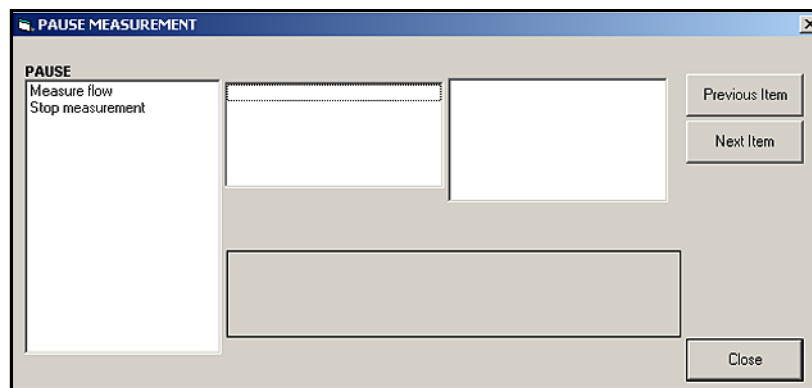 PAUSE MEASUREMENT
PAUSE
Measure flow
Stop measurement
Previous Item
Next Item
Close